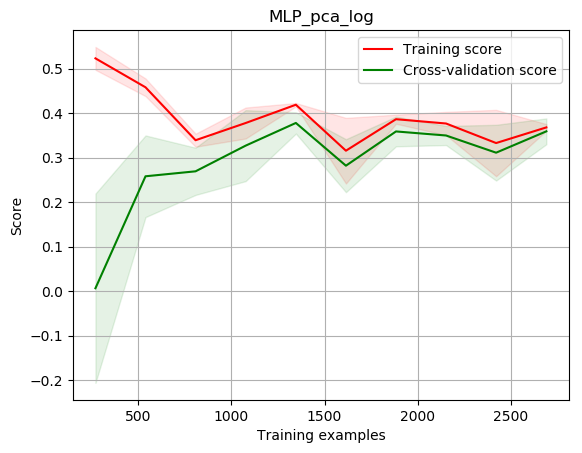 MLP_pca_log
Training score
Cross-validation score
0.5
0.4
0.3
0.2
0.1
0.0
−0.1
−0.2
Score
500
1000
1500
2000
2500
Training examples